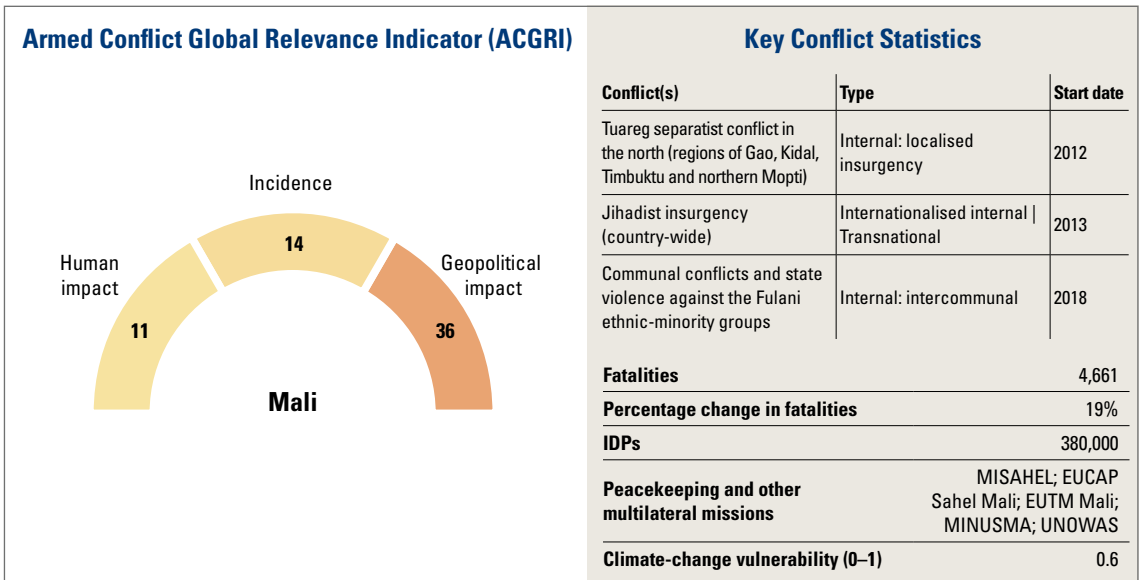 Armed Conflict Global Relevance Indicator (ACGRI)
Incidence
14
Human
impact
11
Geopolitical
impact
36
Mali
Key Conflict Statistics
Conflict(s) Type Start date
Tuareg separatist conflict in
the north (regions of Gao, Kidal,
Timbuktu and northern Mopti)
Internal: localised
insurgency
2012
Jihadist insurgency
(country-wide)
Internationalised internal |
Transnational
2013
Communal conflicts and state
violence against the Fulani
ethnic-minority groups
Internal: intercommunal
2018
Fatalities 4,661
Percentage change in fatalities 19%
IDPs 380,000
Peacekeeping and other
multilateral missions
MISAHEL; EUCAP
Sahel Mali; EUTM Mali;
MINUSMA; UNOWAS
Climate-change vulnerability (0–1) 0.6